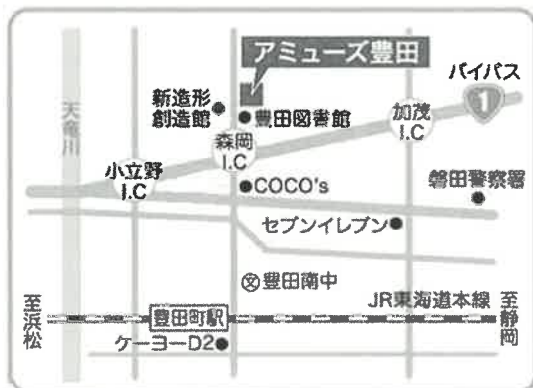 アミューズ豊田
バイパス
1
新造形
創造館
豊田図書館
加茂
I.C
天竜川
森岡
I.C
小立野
I.C
COCO's
磐田警察署
セブンイレブン
文豊田南中
JR東海道本線
至浜松
豊田町駅
至静岡
ケーヨーD2